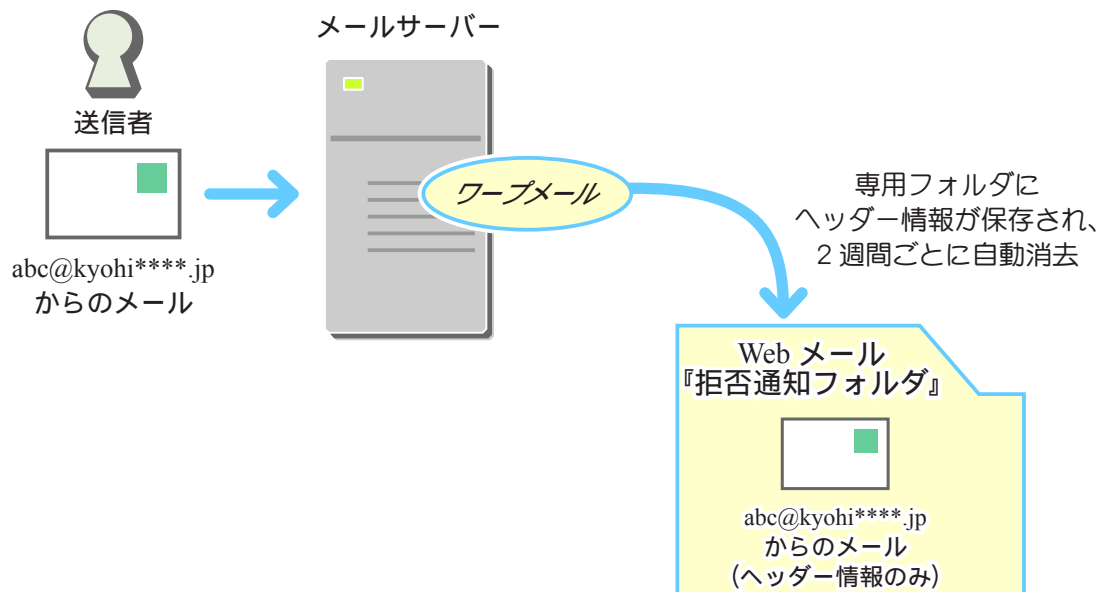 メールサーバー
送信者
abc@kyohi****.jp
からのメール
ワープメール
専用フォルダに
ヘッダー情報が保存され、
2週間ごとに自動消去
Web メール
『拒否通知フォルダ』
abc@kyohi****.jp
からのメール
(ヘッダー情報のみ)